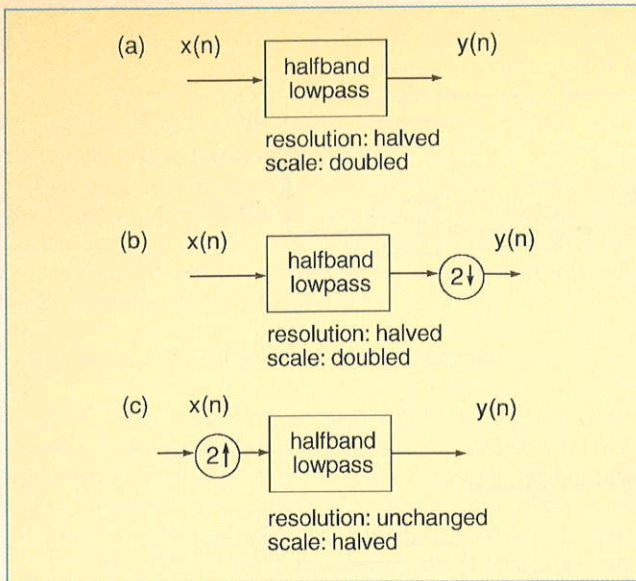 (a) x(n) y(n)
halfband
lowpass
resolution: halved
scale: doubled
(b) x(n) y(n)
halfband
lowpass
2↓
resolution: halved
scale: doubled
(c) x(n) y(n)
2↑
halfband
lowpass
resolution: unchanged
scale: halved